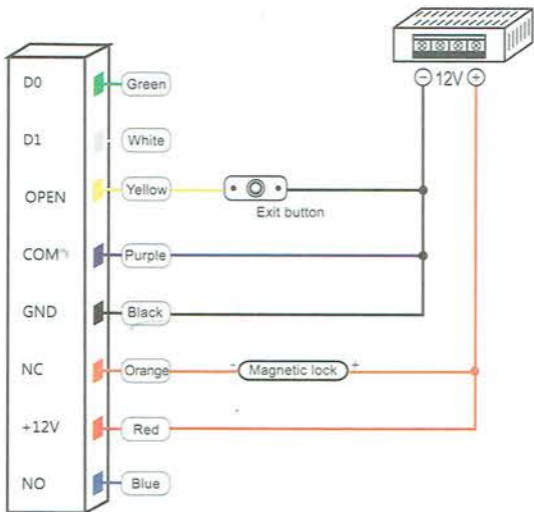 ⊖ 12V ⊕
D0 Green
D1 White
OPEN Yellow
Exit button
COM Purple
GND Black
NC Orange - Magnetic lock +
+12V Red
NO Blue